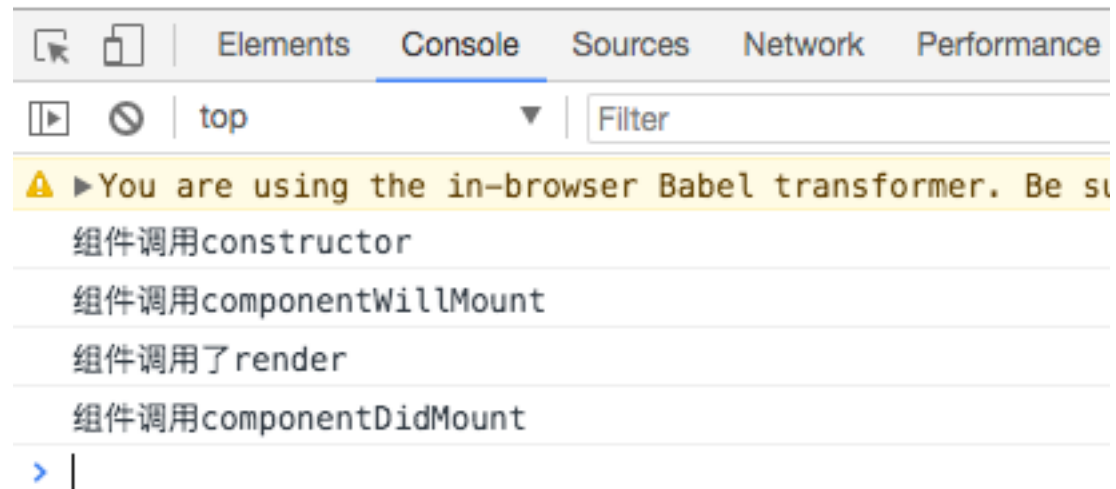 Elements Console Sources Network Performance
top Filter
You are using the in-browser Babel transformer. Be
组件调用constructor
组件调用componentWillMount
组件调用了render
组件调用componentDidMount